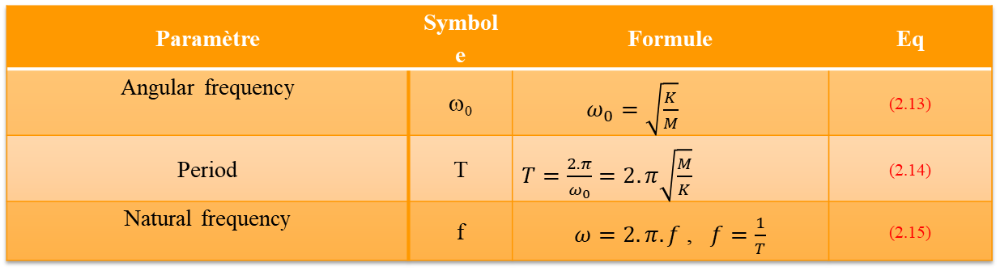 Paramètre Symbol
e Formule Eq
Angular frequency ω₀ ω₀ = √(K/M) (2.13)
Period T T = 2.π/ω₀ = 2.π√(M/K) (2.14)
Natural frequency f ω = 2.π.f , f = 1/T (2.15)